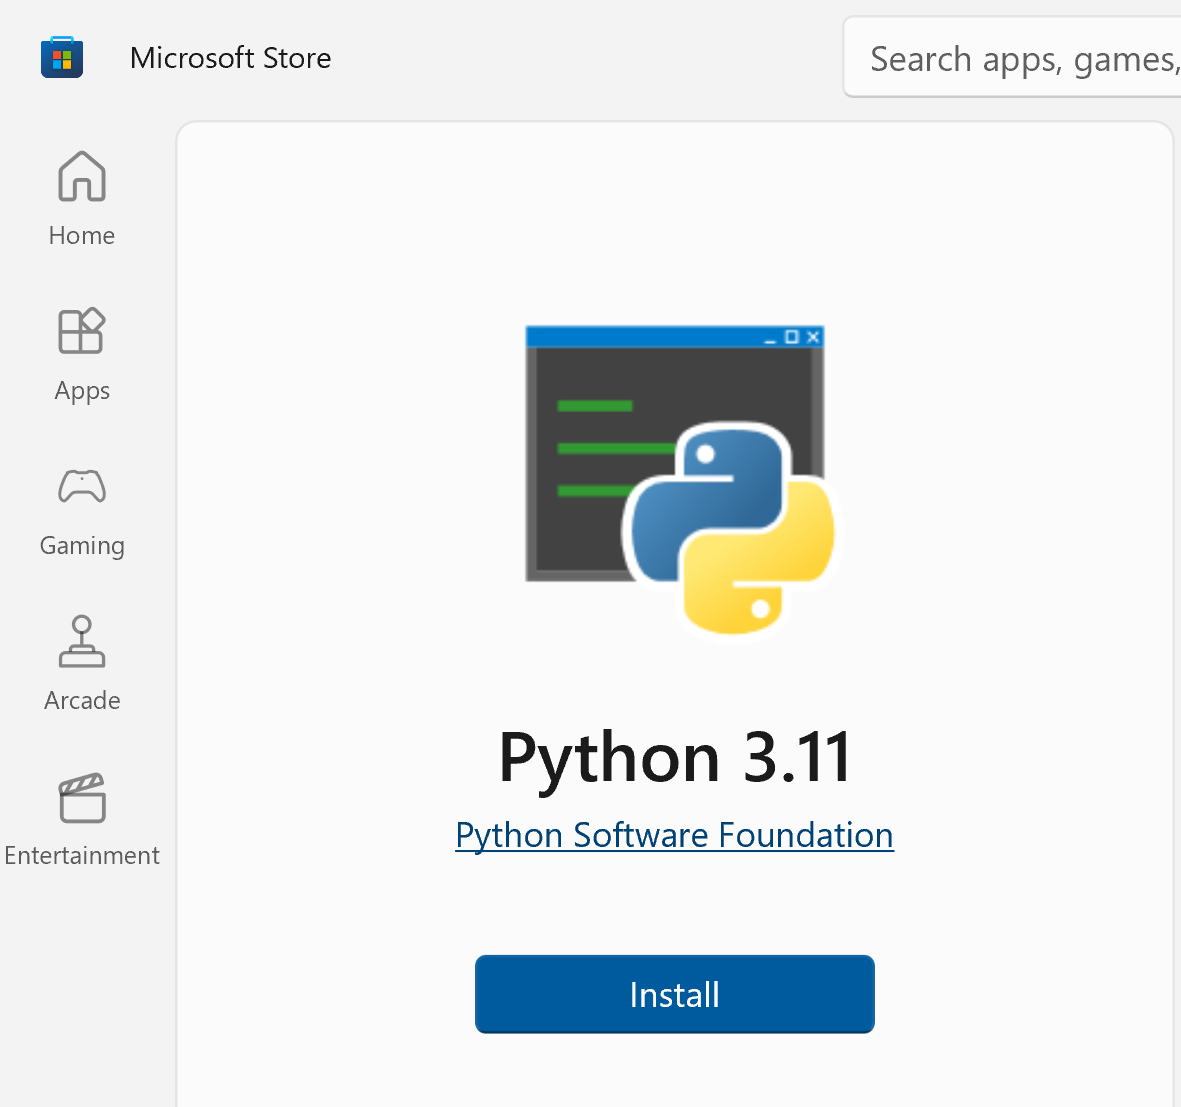 Microsoft Store
Search apps, games,
Home
Apps
Gaming
Arcade
Entertainment
Python 3.11
Python Software Foundation
Install